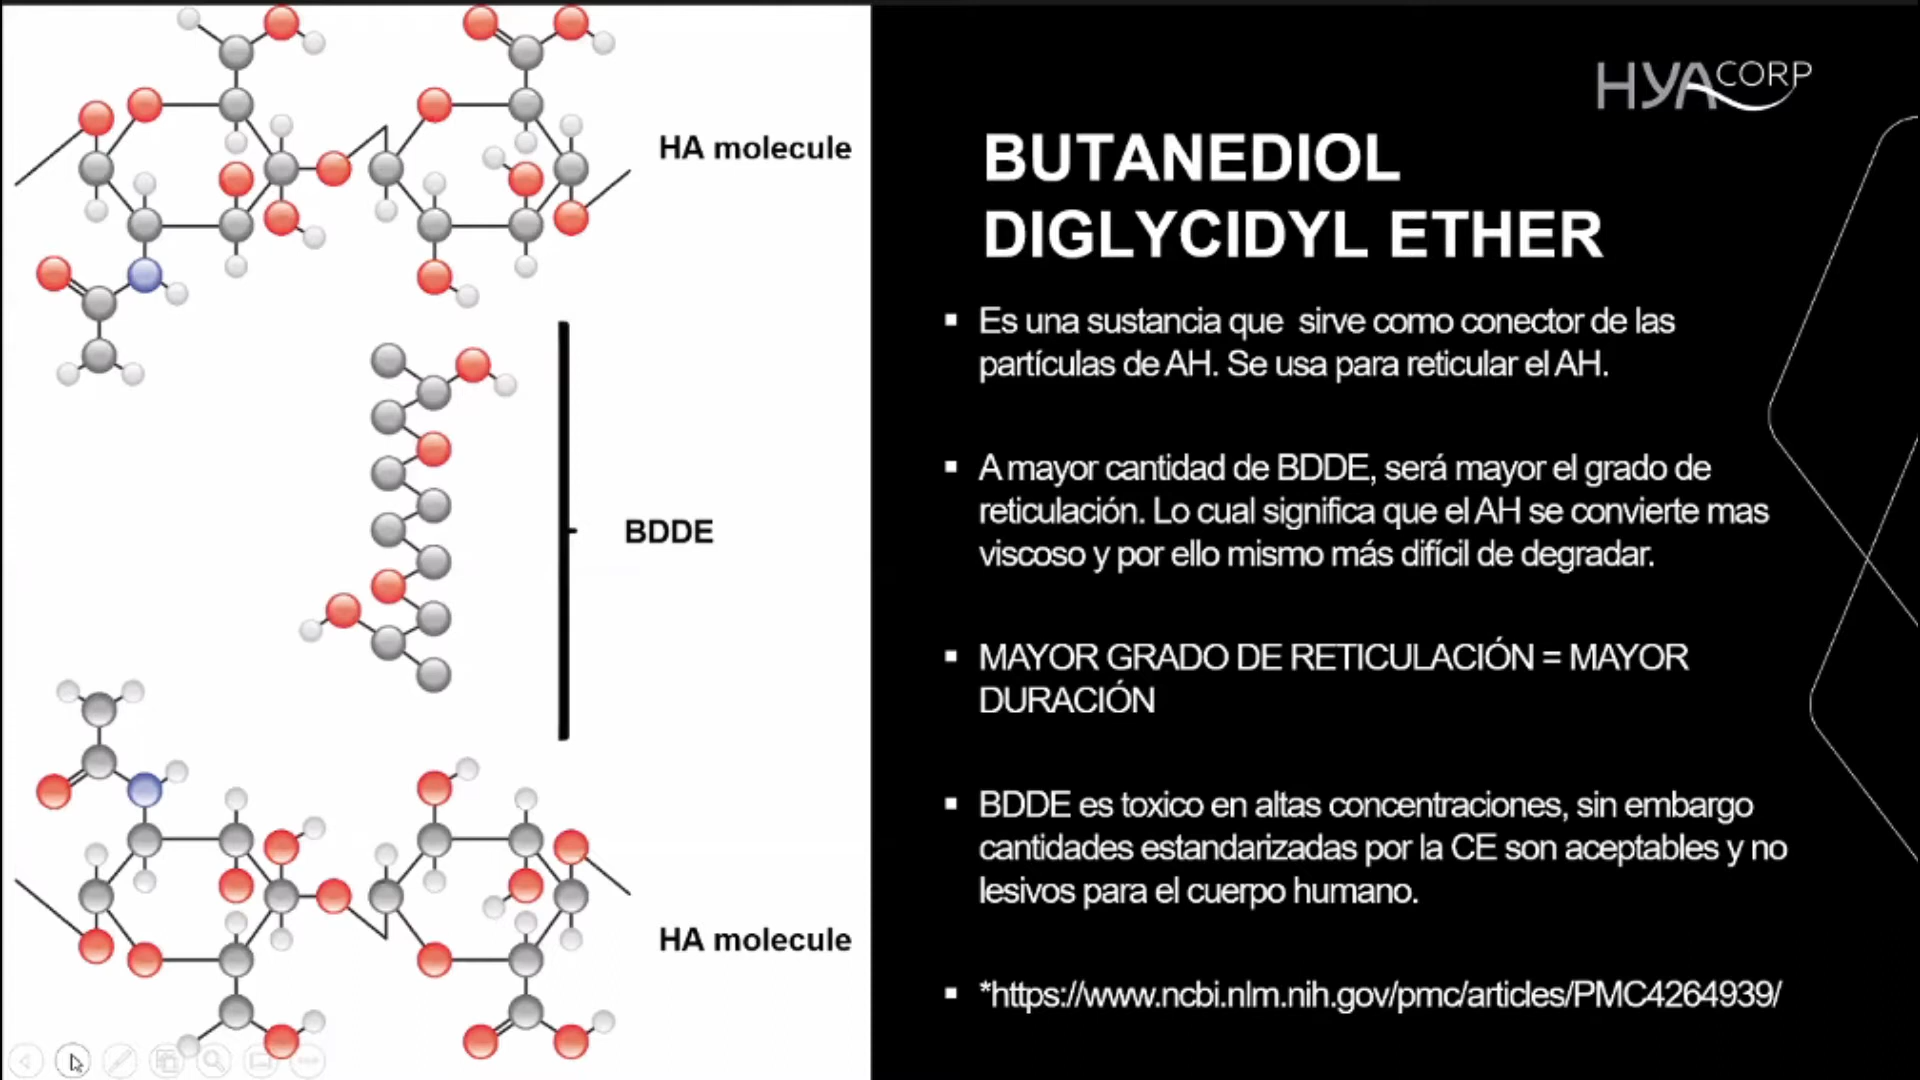 HA molecule
BDDE
HA molecule
HYACORP
BUTANEDIOL
DIGLYCIDYL ETHER
▪ Es una sustancia que  sirve como conector de las
partículas de AH. Se usa para reticular el AH.
▪ A mayor cantidad de BDDE, será mayor el grado de
reticulación. Lo cual significa que el AH se convierte mas
viscoso y por ello mismo más difícil de degradar.
▪ MAYOR GRADO DE RETICULACIÓN = MAYOR
DURACIÓN
▪ BDDE es toxico en altas concentraciones, sin embargo
cantidades estandarizadas por la CE son aceptables y no
lesivos para el cuerpo humano.
▪ *https://www.ncbi.nlm.nih.gov/pmc/articles/PMC4264939/